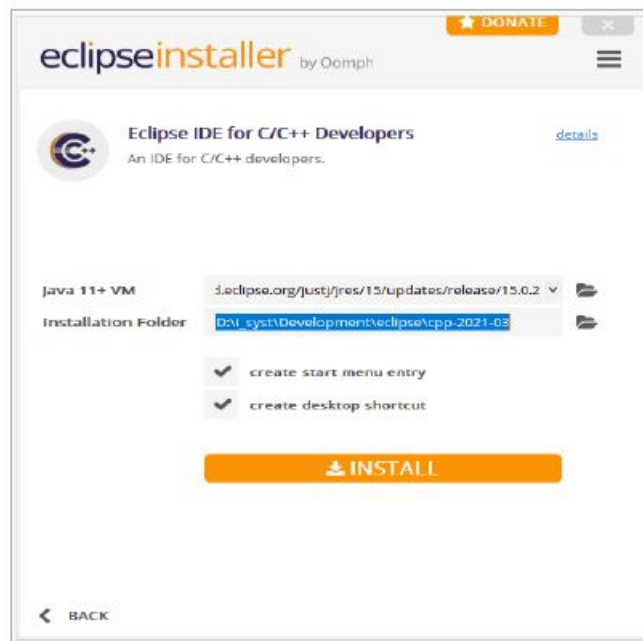 DONATE
eclipseinstaller by Oomph
C++
Eclipse IDE for C/C++ Developers
details
An IDE for C/C++ developers.
Java 11+ VM
d.eclipse.org/justj/jres/15/updates/release/15.0.2
Installation Folder
D:\I_syst\Development\eclipse\cpp-2021-03
create start menu entry
create desktop shortcut
INSTALL
BACK